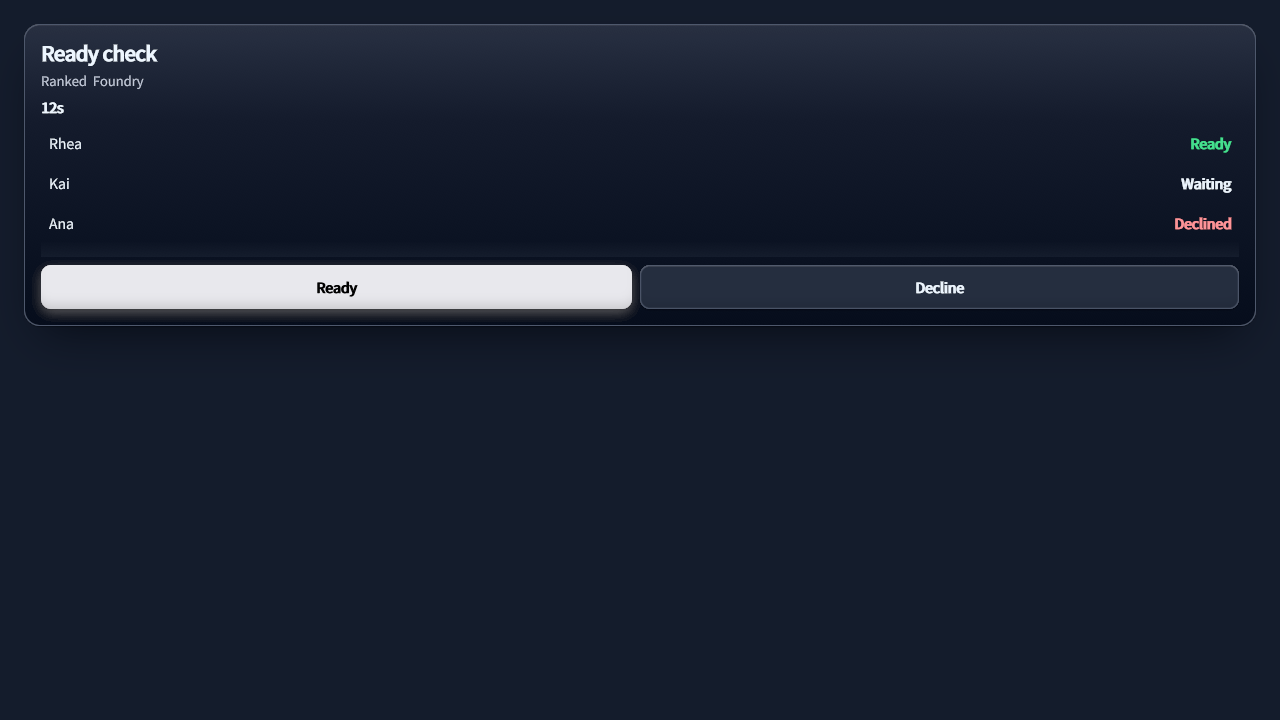 Ready check
Ranked Foundry
12s
Rhea Ready
Kai Waiting
Ana Declined
Ready Decline